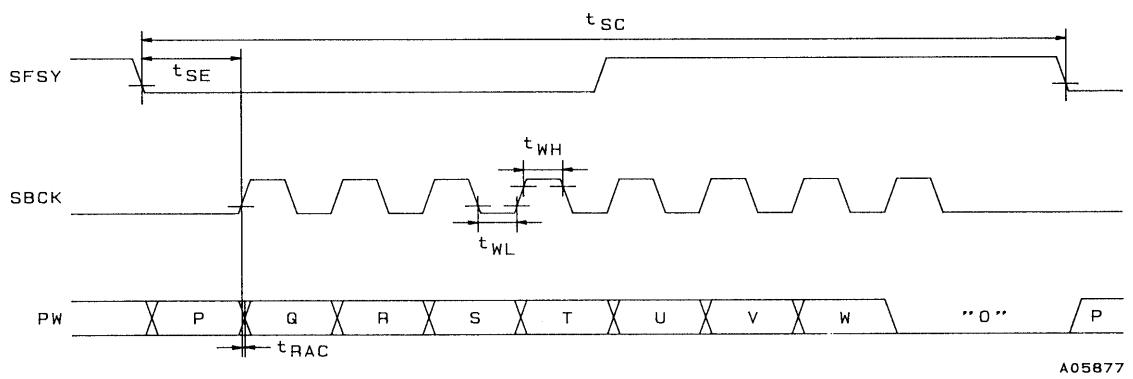 tSC
tSE
SFSY
tWH
SBCK
tWL
PW P Q R S T U V W "0" P
tRAC
A05877